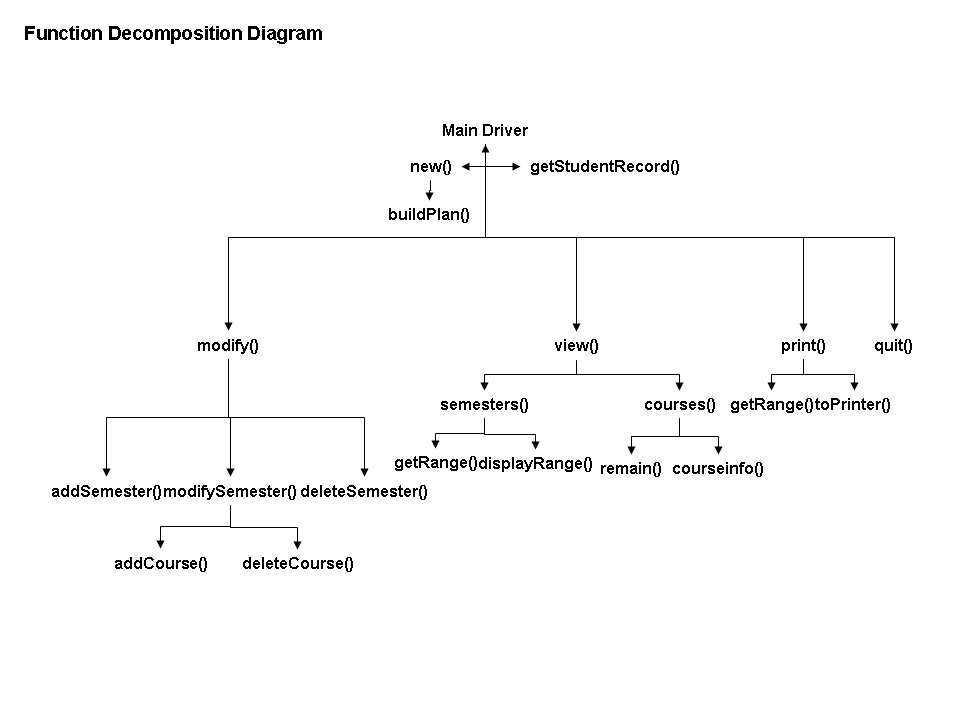 Function Decomposition Diagram
Main Driver
new() getStudentRecord()
buildPlan()
modify() view() print() quit()
semesters() courses() getRange() toPrinter()
getRange() displayRange() remain() courseinfo()
addSemester() modifySemester() deleteSemester()
addCourse() deleteCourse()